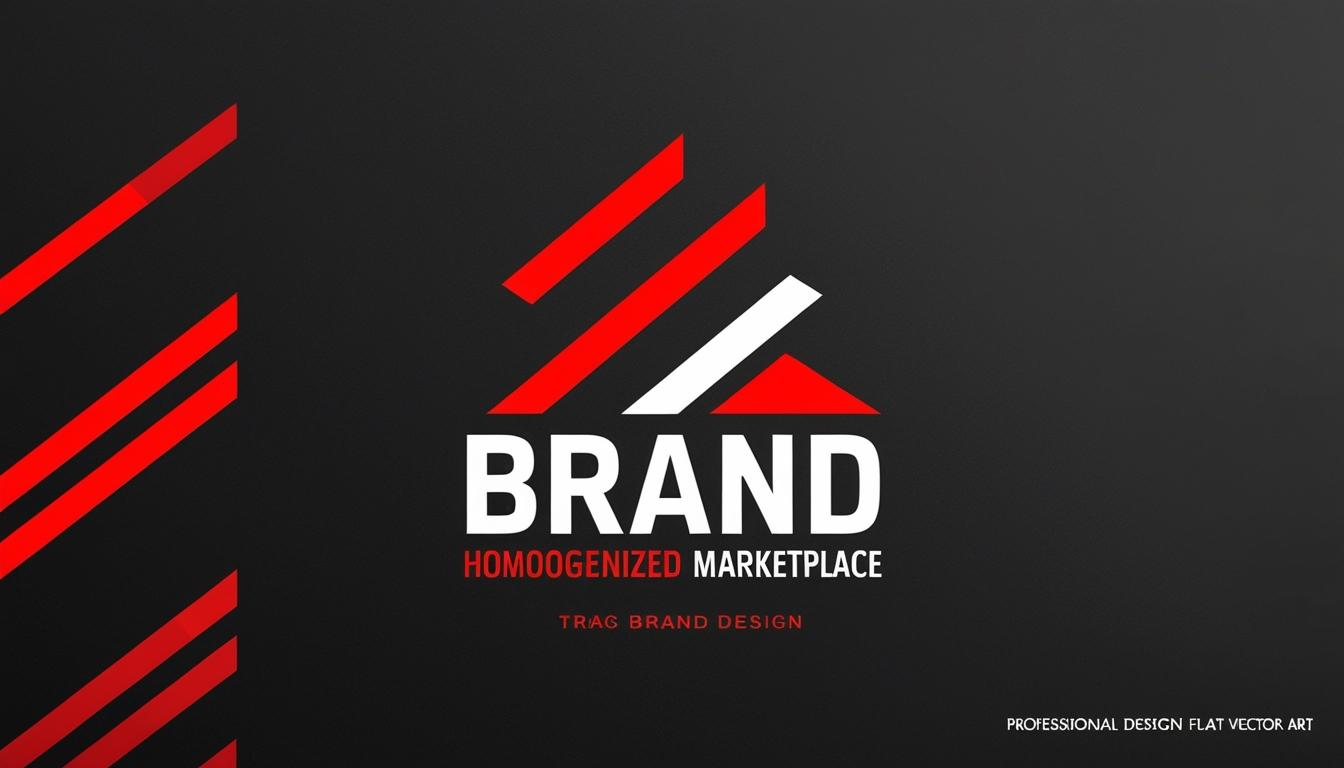 BRAND
HOMOOGENIZED MARKETPLACE
TRAG BRAND DESIGN
PROFESSIONAL DESIGN FLAT VECTOR ART